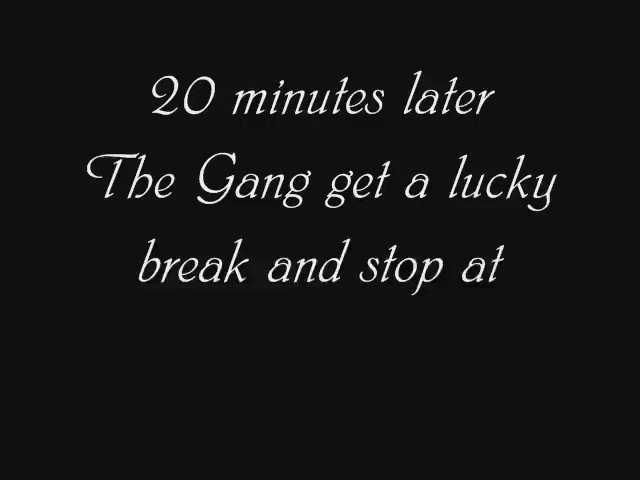 20 minutes later
The Gang get a lucky
break and stop at